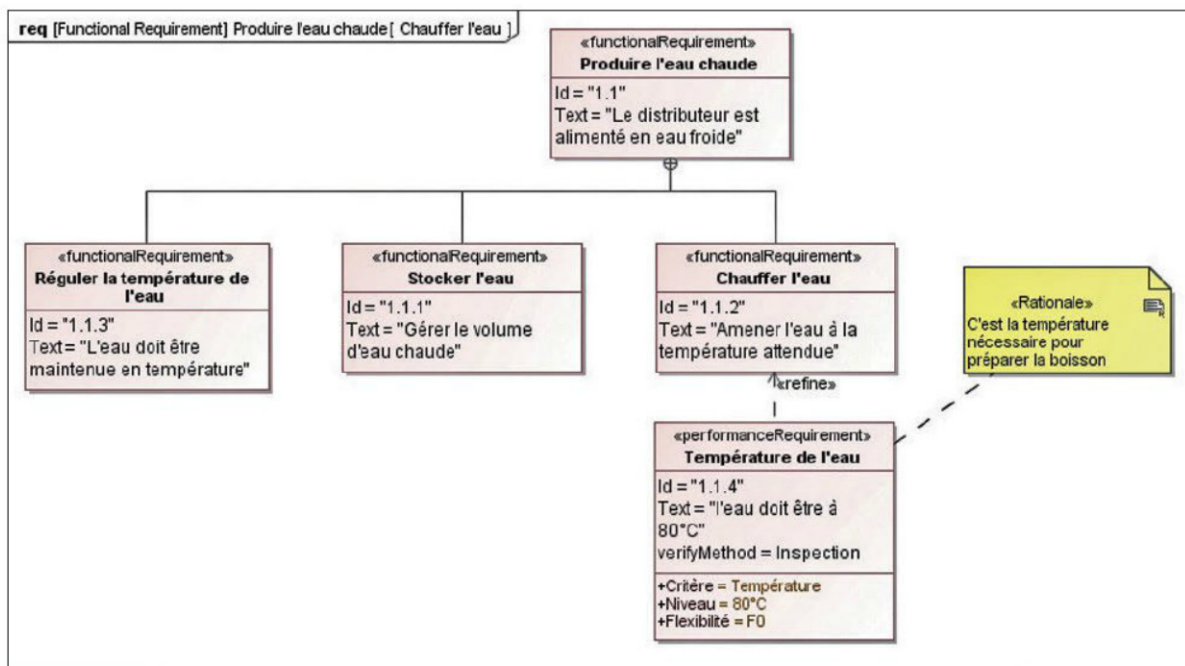 req [Functional Requirement] Produire l'eau chaude[ Chauffer l'eau ]
«functionalRequirement»
Produire l'eau chaude
Id = "1.1"
Text = "Le distributeur est
alimenté en eau froide"
«functionalRequirement»
Réguler la température de
l'eau
Id = "1.1.3"
Text = "L'eau doit être
maintenue en température"
«functionalRequirement»
Stocker l'eau
Id = "1.1.1"
Text = "Gérer le volume
d'eau chaude"
«functionalRequirement»
Chauffer l'eau
Id = "1.1.2"
Text = "Amener l'eau à la
température attendue"
«Rationale»
C'est la température
nécessaire pour
préparer la boisson
«refine»
«performanceRequirement»
Température de l'eau
Id = "1.1.4"
Text = "l'eau doit être à
80°C"
verifyMethod = Inspection
+Critère = Température
+Niveau = 80°C
+Flexibilité = F0